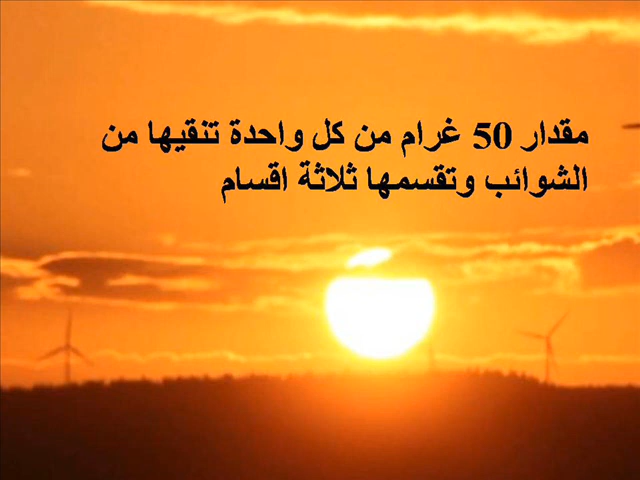 مقدار 50 غرام من كل واحدة تنقيها من
الشوائب وتقسمها ثلاثة اقسام